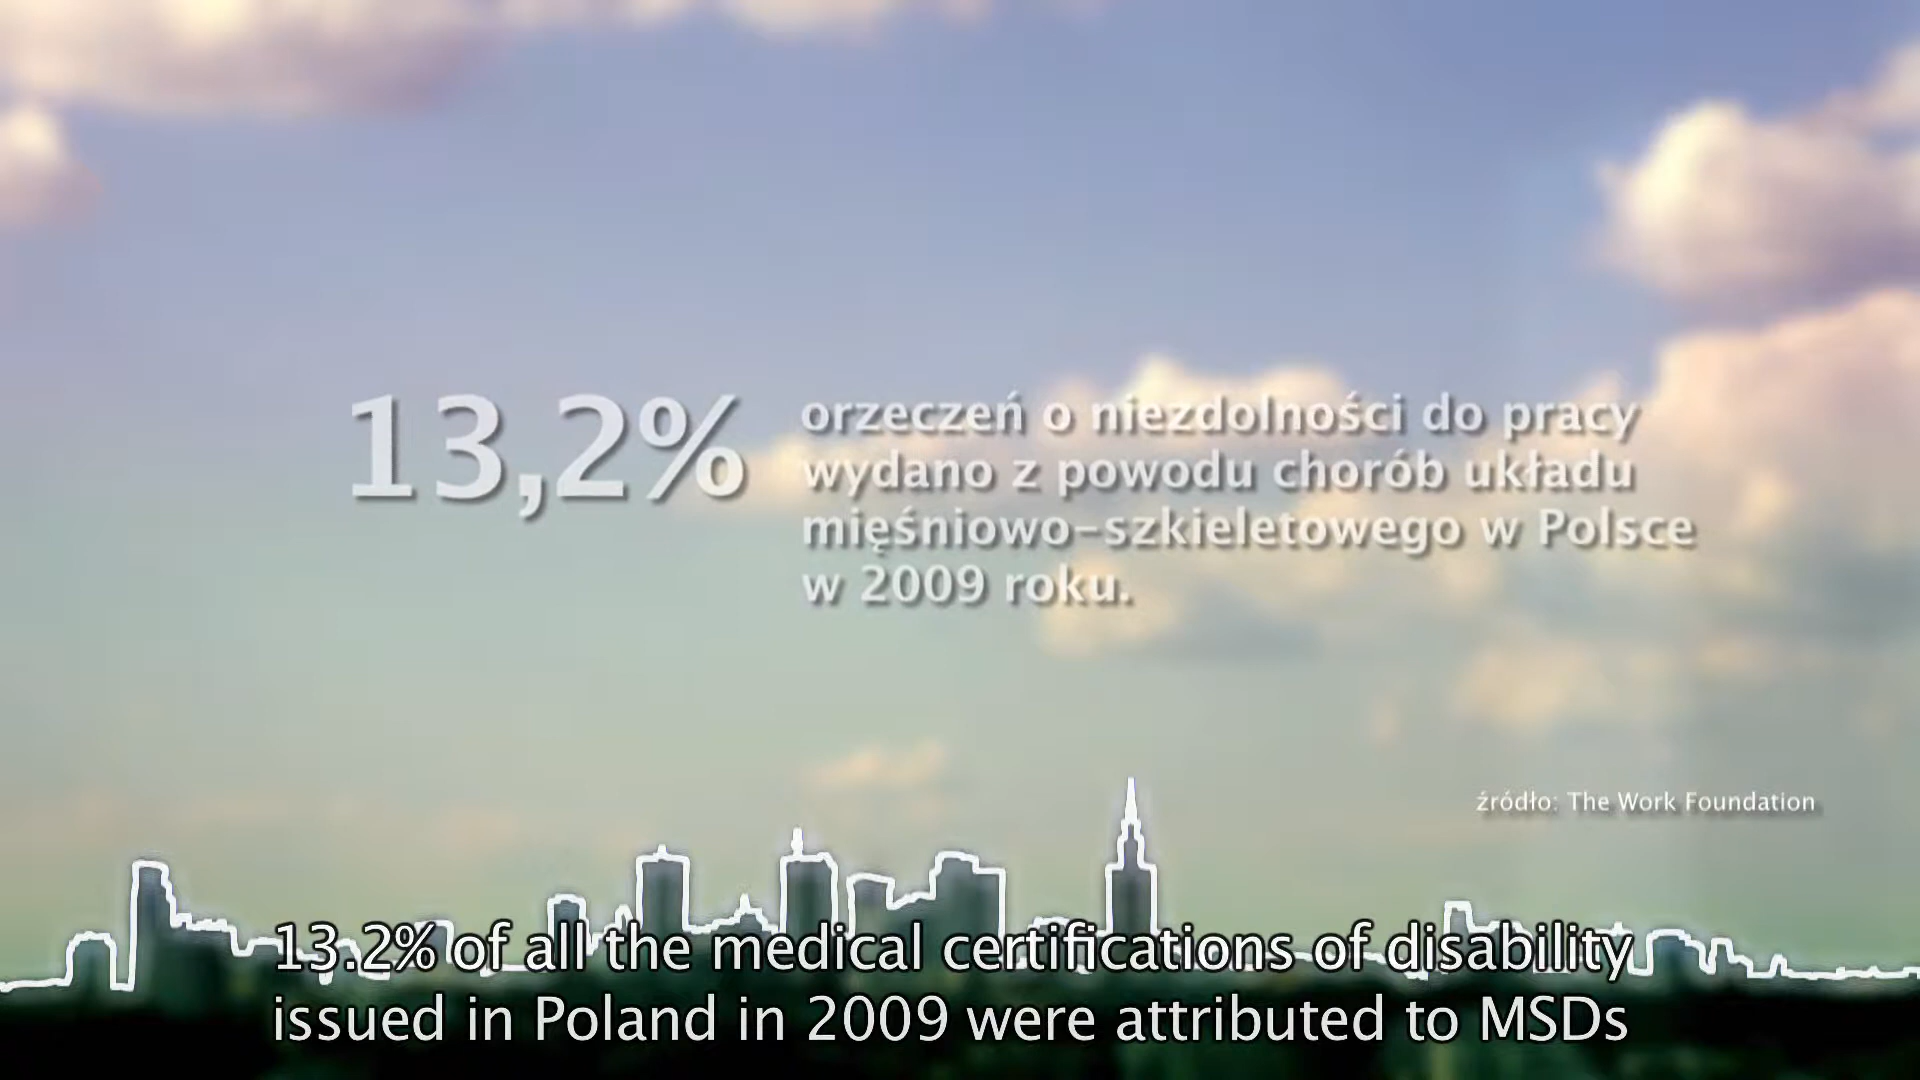 13,2%
orzeczeń o niezdolności do pracy
wydano z powodu chorób układu
mięśniowo-szkieletowego w Polsce
w 2009 roku.
źródło: The Work Foundation
13.2% of all the medical certifications of disability
issued in Poland in 2009 were attributed to MSDs